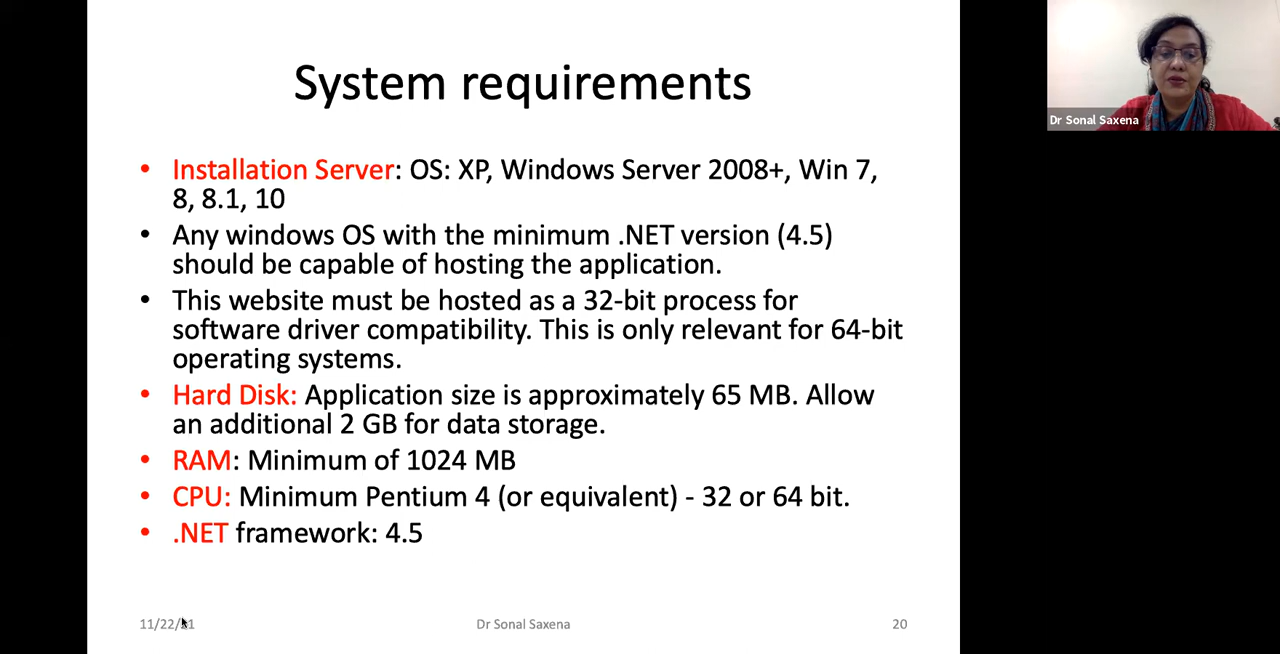 System requirements
Dr Sonal Saxena
• Installation Server: OS: XP, Windows Server 2008+, Win 7,
8, 8.1, 10
• Any windows OS with the minimum .NET version (4.5)
should be capable of hosting the application.
• This website must be hosted as a 32-bit process for
software driver compatibility. This is only relevant for 64-bit
operating systems.
• Hard Disk: Application size is approximately 65 MB. Allow
an additional 2 GB for data storage.
• RAM: Minimum of 1024 MB
• CPU: Minimum Pentium 4 (or equivalent) - 32 or 64 bit.
• .NET framework: 4.5
11/22/21
Dr Sonal Saxena
20